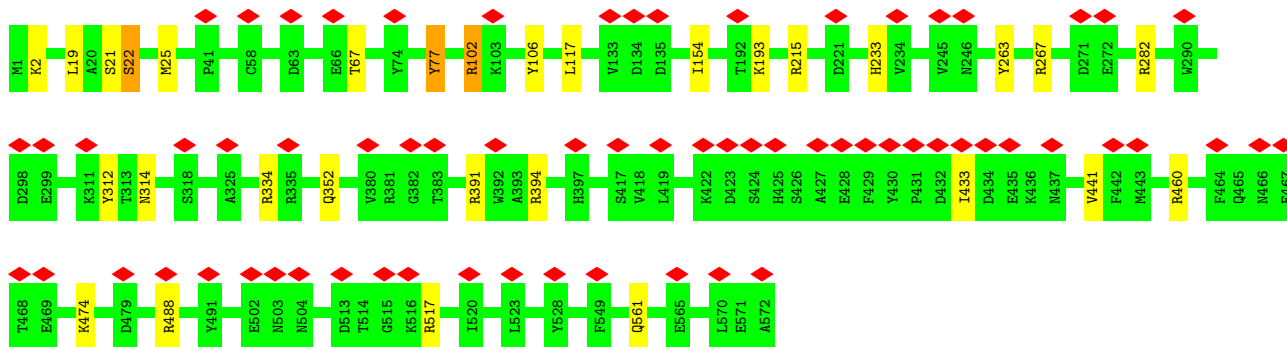 M1 K2 L19 A20 S21 S22 M25 P41 C58 D63 E66 T67 Y74 Y77 R102 K103 Y106 L117 V133 D134 D135 I154 T192 K193 R215 D221 H233 V234 V245 N246 Y263 R267 D271 E272 R282 W290
D298 E299 K311 Y312 T313 N314 S318 A325 R334 R335 Q352 V380 R381 G382 T383 R391 W392 A393 R394 H397 S417 V418 L419 K422 D423 S424 H425 S426 A427 E428 F429 Y430 P431 D432 I433 D434 E435 K436 N437 V441 F442 M443 R460 F464 Q465 N466
T468 E469 K474 D479 R488 Y491 E502 N503 N504 D513 T514 G515 K516 R517 I520 L523 Y528 F549 Q561 E565 L570 E571 A572